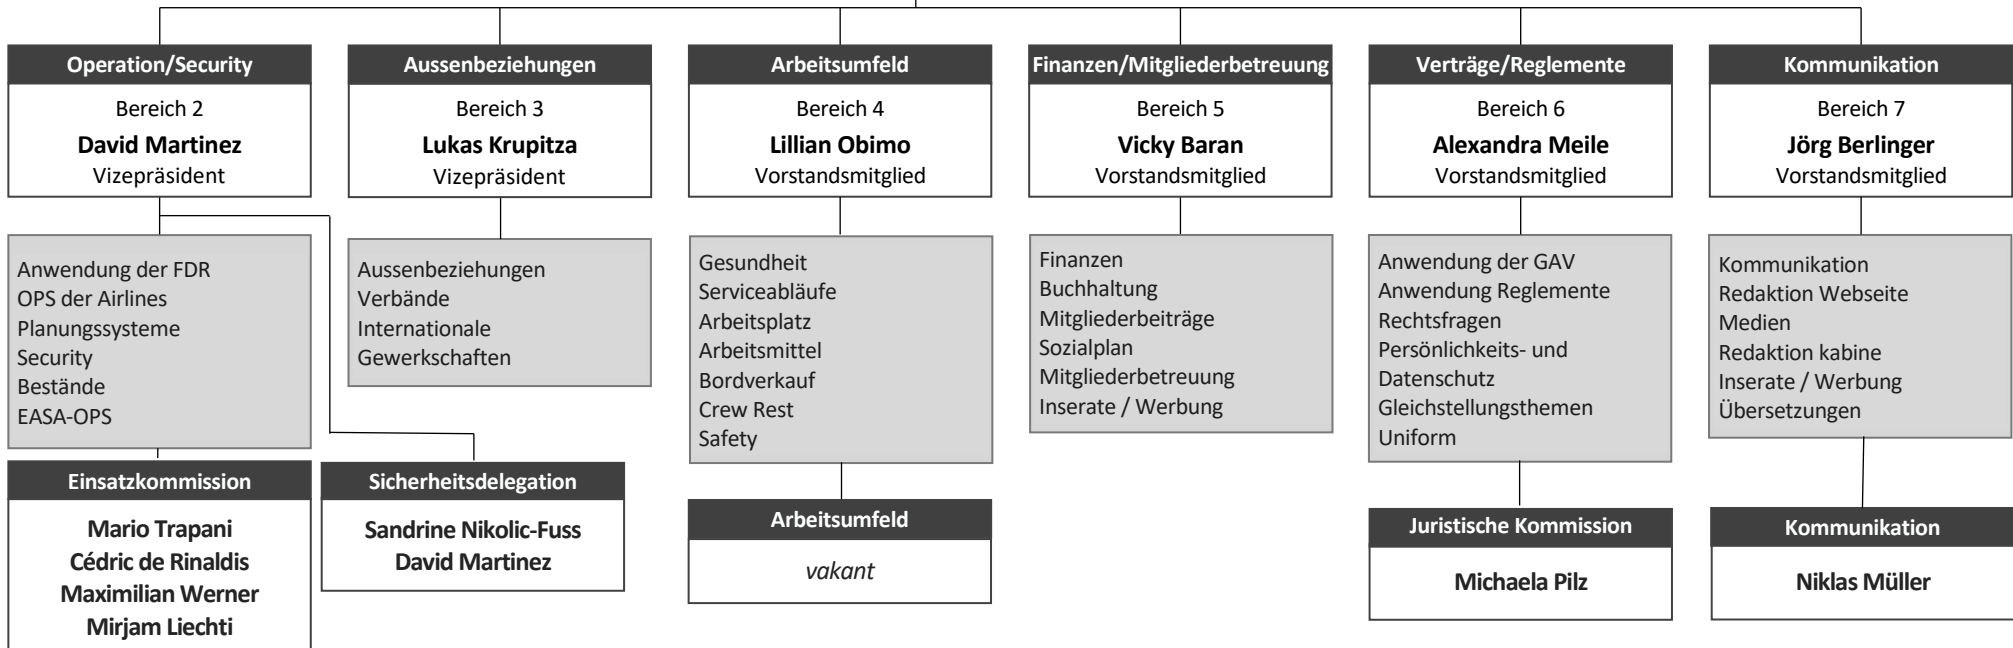 Operation/Security
Bereich 2
David Martinez
Vizepräsident
Anwendung der FDR
OPS der Airlines
Planungssysteme
Security
Bestände
EASA-OPS
Einsatzkommission
Mario Trapani
Cédric de Rinaldis
Maximilian Werner
Mirjam Liechti
Sicherheitsdelegation
Sandrine Nikolic-Fuss
David Martinez
Aussenbeziehungen
Bereich 3
Lukas Krupitza
Vizepräsident
Aussenbeziehungen
Verbände
Internationale
Gewerkschaften
Arbeitsumfeld
Bereich 4
Lillian Obimo
Vorstandsmitglied
Gesundheit
Serviceabläufe
Arbeitsplatz
Arbeitsmittel
Bordverkauf
Crew Rest
Safety
Arbeitsumfeld
vakant
Finanzen/Mitgliederbetreuung
Bereich 5
Vicky Baran
Vorstandsmitglied
Finanzen
Buchhaltung
Mitgliederbeiträge
Sozialplan
Mitgliederbetreuung
Inserate / Werbung
Verträge/Reglemente
Bereich 6
Alexandra Meile
Vorstandsmitglied
Anwendung der GAV
Anwendung Reglemente
Rechtsfragen
Persönlichkeits- und
Datenschutz
Gleichstellungsthemen
Uniform
Juristische Kommission
Michaela Pilz
Kommunikation
Bereich 7
Jörg Berlinger
Vorstandsmitglied
Kommunikation
Redaktion Webseite
Medien
Redaktion kabine
Inserate / Werbung
Übersetzungen
Kommunikation
Niklas Müller